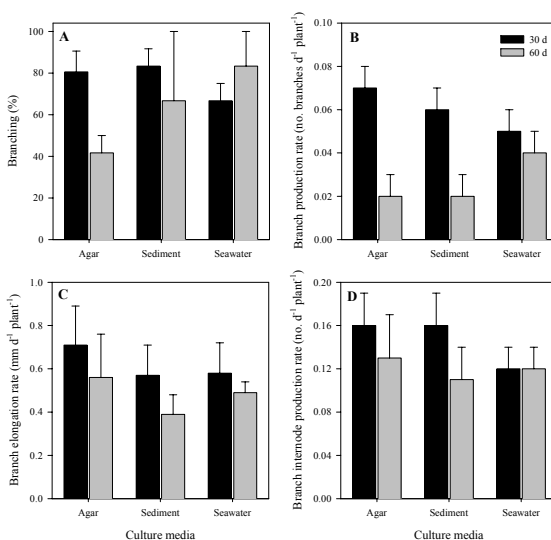 A
Branching (%)
100
80
60
40
20
0
Agar Sediment Seawater
B
30 d
60 d
Branch production rate (no. branches d⁻¹ plant⁻¹)
0.10
0.08
0.06
0.04
0.02
0.00
Agar Sediment Seawater
C
Branch elongation rate (mm d⁻¹ plant⁻¹)
1.0
0.8
0.6
0.4
0.2
0.0
Agar Sediment Seawater
Culture media
D
Branch internode production rate (no. d⁻¹ plant⁻¹)
0.20
0.16
0.12
0.08
0.04
0.00
Agar Sediment Seawater
Culture media